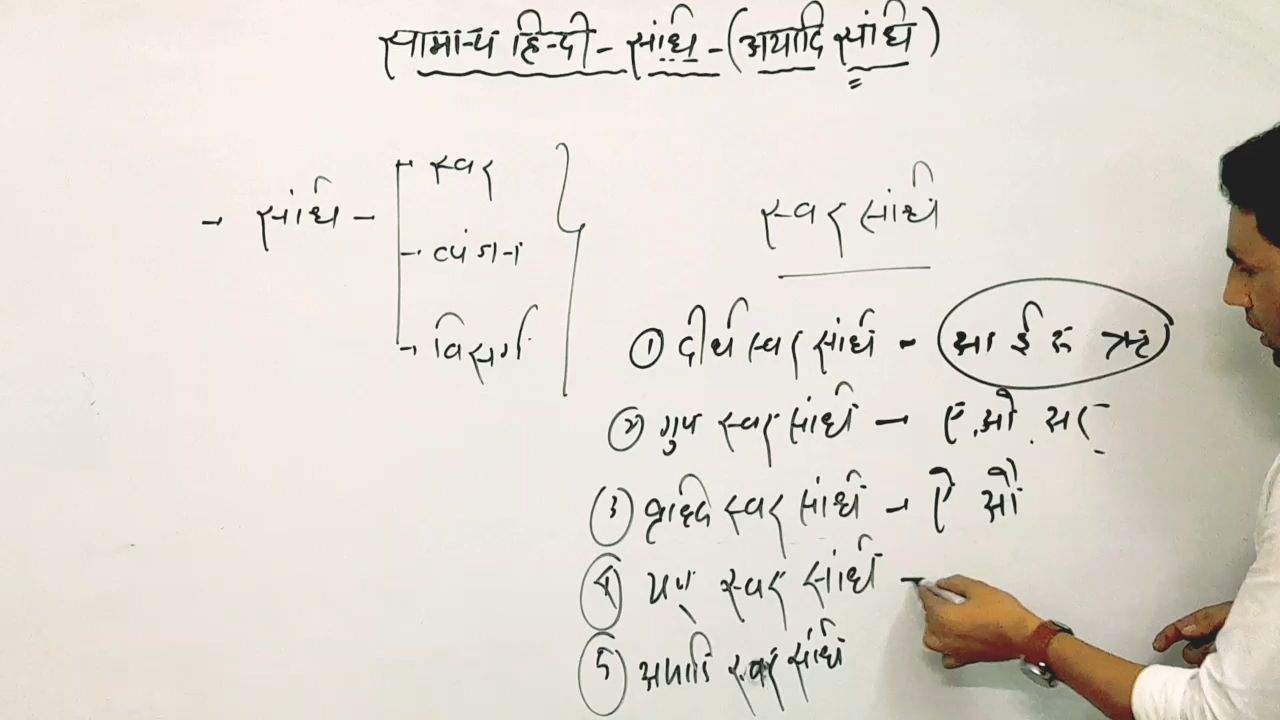 सामान्य हिन्दी - संधि - (अयादि संधि)
- संधि -
स्वर
- व्यंजन
- विसर्ग
स्वर संधि
① दीर्घ स्वर संधि - आ ई ऊ ऋ
② गुण स्वर संधि - ए, ओ, अर्
③ वृद्धि स्वर संधि - ऐ औ
④ यण् स्वर संधि -
⑤ अयादि स्वर संधि